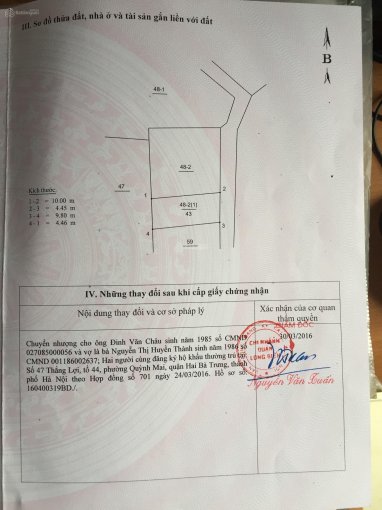 III. Sơ đồ thửa đất, nhà ở và tài sản gắn liền với đất
B
48-1
48-2
47
1
2
48-2(1)
43
4
3
59
Kích thước:
1-2 = 10.00 m
2-3 = 4.45 m
3-4 = 9.80 m
4-1 = 4.46 m
IV. Những thay đổi sau khi cấp giấy chứng nhận
Nội dung thay đổi và cơ sở pháp lý
Xác nhận của cơ quan
thẩm quyền
Chuyển nhượng cho ông Đinh Văn Châu sinh năm 1985 số CMND
027085000056 và vợ là bà Nguyễn Thị Huyền Thành sinh năm 1986 số
CMND 001186002637; Hai người cùng đăng ký hộ khẩu thường trú tại
Số 47 Thắng Lợi, tổ 44, phường Quỳnh Mai, quận Hai Bà Trưng, thành
phố Hà Nội theo Hợp đồng số 701 ngày 24/03/2016. Hồ sơ số:
160400319BD./.
30/03/2016
GIÁM ĐỐC
CHI NHÁNH
QUẬN
LONG BIÊN
Nguyễn Văn Tuấn